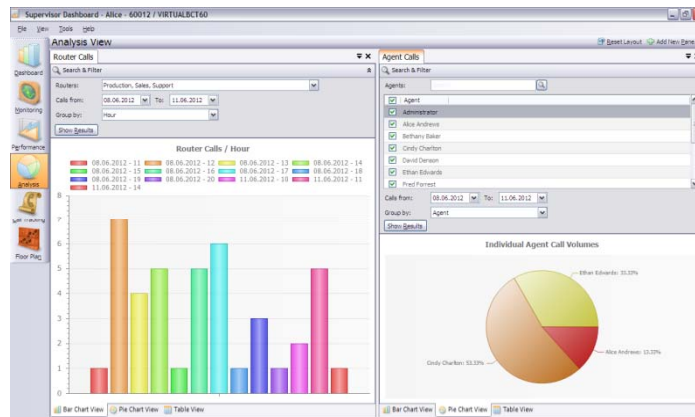 Supervisor Dashboard - Alice - 60012 / VIRTUALBCT60
File View Tools Help
Analysis View
Reset Layout Add New Panel
Dashboard
Monitoring
Performance
Analysis
Call Tracking
Floor Plan
Router Calls
Search & Filter
Routers: Production, Sales, Support
Calls from: 08.06.2012 To: 11.06.2012
Group by: Hour
Show Results
Router Calls / Hour
08.06.2012 - 11 08.06.2012 - 12 08.06.2012 - 13 08.06.2012 - 14
08.06.2012 - 15 08.06.2012 - 16 08.06.2012 - 17 08.06.2012 - 18
08.06.2012 - 19 08.06.2012 - 20 11.06.2012 - 10 11.06.2012 - 11
11.06.2012 - 14
8
7
6
5
4
3
2
1
0
Bar Chart View Pie Chart View Table View
Agent Calls
Search & Filter
Agents:
Agent
Administrator
Alice Andrews
Bethany Baker
Cindy Charlton
David Denson
Ethan Edwards
Fred Forrest
Calls from: 08.06.2012 To: 11.06.2012
Group by: Agent
Show Results
Individual Agent Call Volumes
Ethan Edwards: 33.33%
Alice Andrews: 13.33%
Cindy Charlton: 53.33%
Bar Chart View Pie Chart View Table View